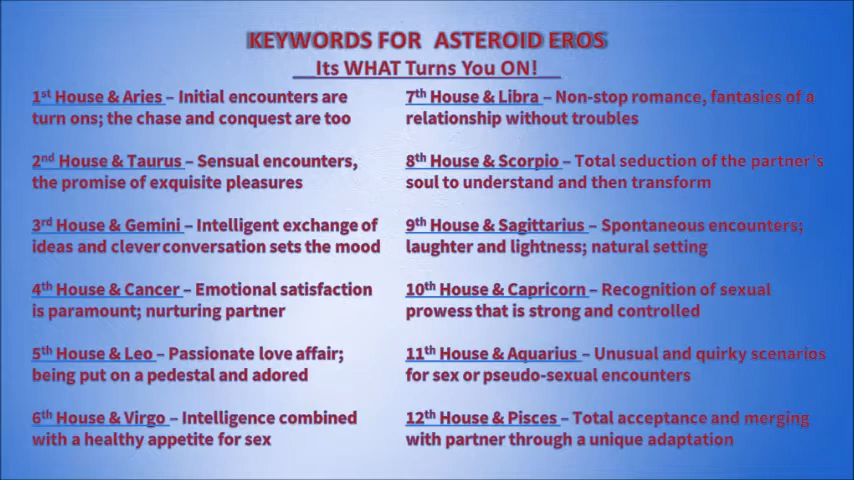 KEYWORDS FOR ASTEROID EROS
Its WHAT Turns You ON!
1st House & Aries – Initial encounters are
turn ons; the chase and conquest are too
2nd House & Taurus – Sensual encounters,
the promise of exquisite pleasures
3rd House & Gemini – Intelligent exchange of
ideas and clever conversation sets the mood
4th House & Cancer – Emotional satisfaction
is paramount; nurturing partner
5th House & Leo – Passionate love affair;
being put on a pedestal and adored
6th House & Virgo – Intelligence combined
with a healthy appetite for sex
7th House & Libra – Non-stop romance, fantasies of a
relationship without troubles
8th House & Scorpio – Total seduction of the partner's
soul to understand and then transform
9th House & Sagittarius – Spontaneous encounters;
laughter and lightness; natural setting
10th House & Capricorn – Recognition of sexual
prowess that is strong and controlled
11th House & Aquarius – Unusual and quirky scenarios
for sex or pseudo-sexual encounters
12th House & Pisces – Total acceptance and merging
with partner through a unique adaptation